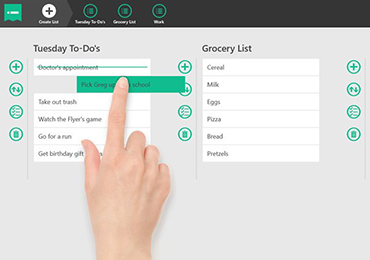 Create List
Tuesday To-Do's
Grocery List
Work
Tuesday To-Do's
Doctor's appointment
Pick Greg school
Take out trash
Watch the Flyer's game
Go for a run
Get birthday gift
Grocery List
Cereal
Milk
Eggs
Pizza
Bread
Pretzels